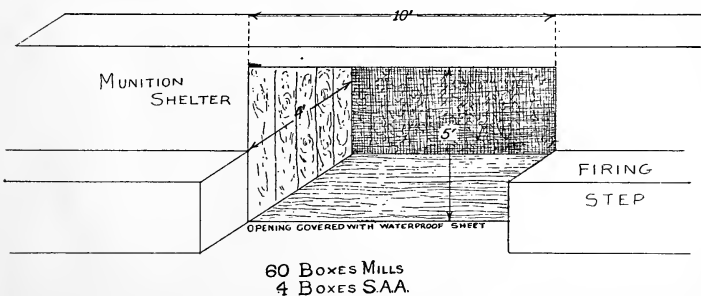 10'
MUNITION
SHELTER
4'
5'
FIRING
STEP
OPENING COVERED WITH WATERPROOF SHEET
60 BOXES MILLS
4 BOXES S.A.A.